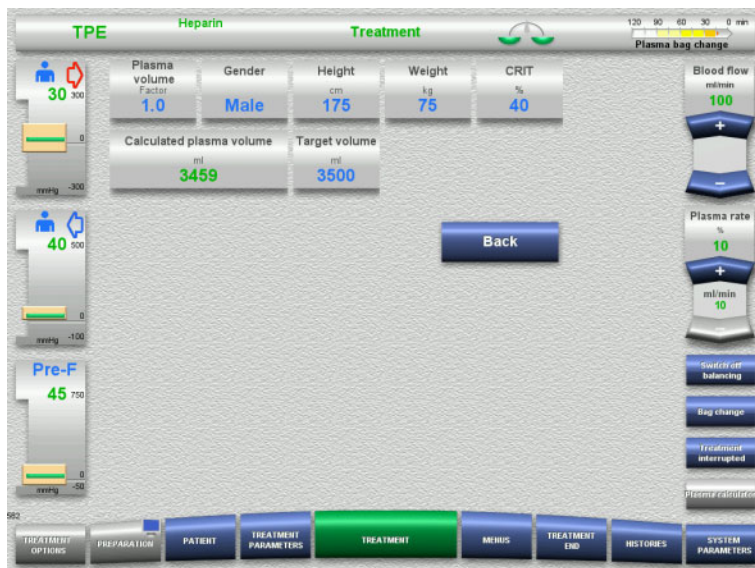 TPE
Heparin
Treatment
120 90 60 30 0 min
Plasma bag change
30 300
0
mmHg -300
Plasma volume
Factor
1.0
Gender
Male
Height
cm
175
Weight
kg
75
CRIT
%
40
Blood flow
ml/min
100
+
−
Calculated plasma volume
ml
3459
Target volume
ml
3500
40 500
0
-100
mmHg
Back
Plasma rate
%
10
+
ml/min
10
−
Pre-F
45 750
0
mmHg -50
Switch off
balancing
Bag change
Treatment
interrupted
Plasma calculator
582
TREATMENT
OPTIONS
PREPARATION
PATIENT
TREATMENT
PARAMETERS
TREATMENT
MENUS
TREATMENT
END
HISTORIES
SYSTEM
PARAMETERS